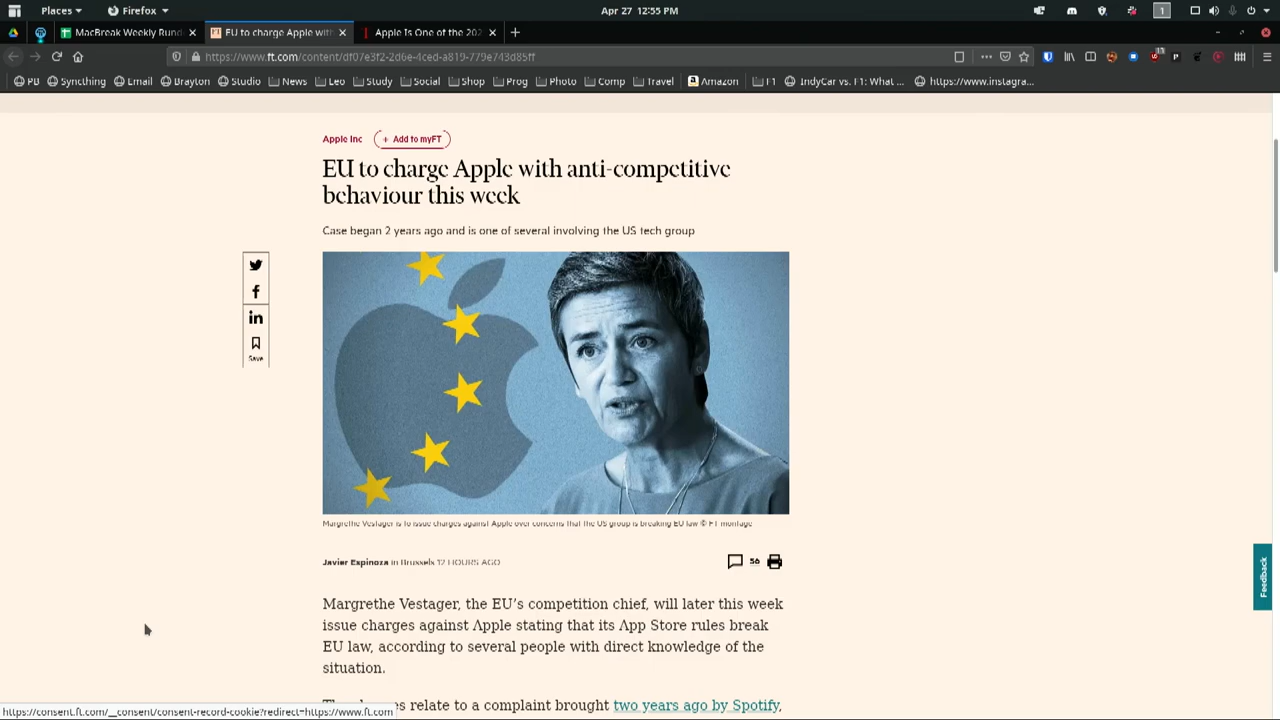 Places
Firefox
Apr 27 12:55 PM
1
MacBreak Weekly Rund
EU to charge Apple with
Apple Is One of the 202
https://www.ft.com/content/df07e3f2-2d6e-4ced-a819-779e743d85ff
PB Syncthing Email Brayton Studio News Leo Study Social Shop Prog Photo Comp Travel Amazon F1 IndyCar vs. F1: What ... https://www.instagra...
Apple Inc
+ Add to myFT
EU to charge Apple with anti-competitive
behaviour this week
Case began 2 years ago and is one of several involving the US tech group
Save
Margrethe Vestager is to issue charges against Apple over concerns that the US group is breaking EU law © FT montage
Javier Espinoza in Brussels 12 HOURS AGO
56
Feedback
Margrethe Vestager, the EU's competition chief, will later this week
issue charges against Apple stating that its App Store rules break
EU law, according to several people with direct knowledge of the
situation.
relate to a complaint brought two years ago by Spotify,
https://consent.ft.com/__consent/consent-record-cookie?redirect=https://www.ft.com